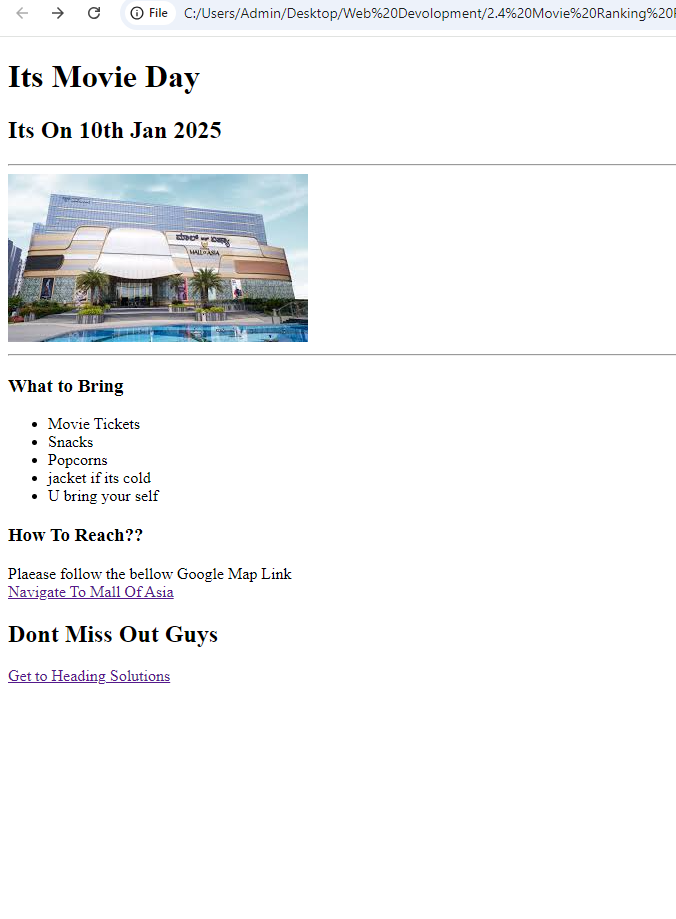 File
C:/Users/Admin/Desktop/Web%20Devolopment/2.4%20Movie%20Ranking%20
Its Movie Day
Its On 10th Jan 2025
ಮಾಲ್ ಆಫ್ ಏಷ್ಯಾ
MALL OF ASIA
What to Bring
Movie Tickets
Snacks
Popcorns
jacket if its cold
U bring your self
How To Reach??
Plaease follow the bellow Google Map Link
Navigate To Mall Of Asia
Dont Miss Out Guys
Get to Heading Solutions